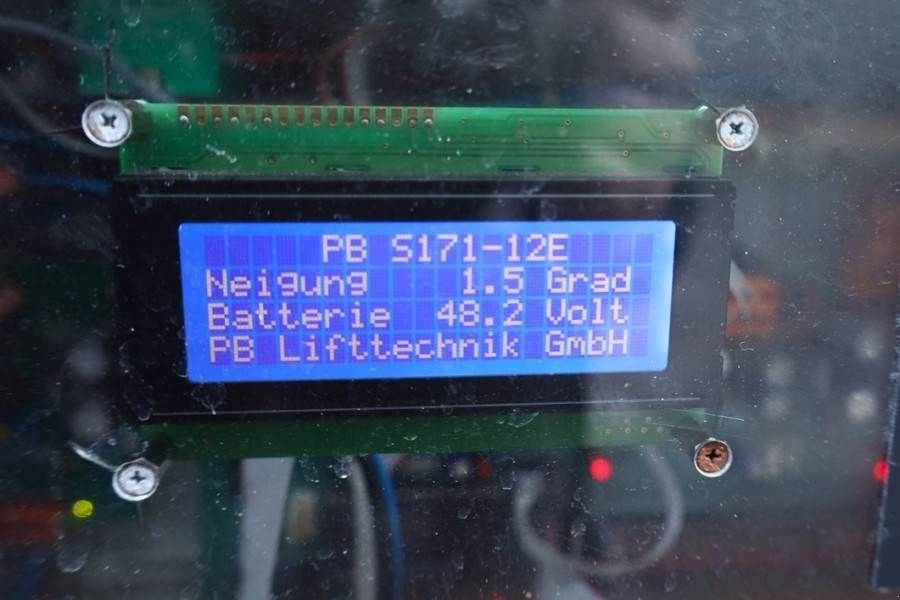 PB S171-12E
Neigung 1.5 Grad
Batterie 48.2 Volt
PB Lifttechnik GmbH